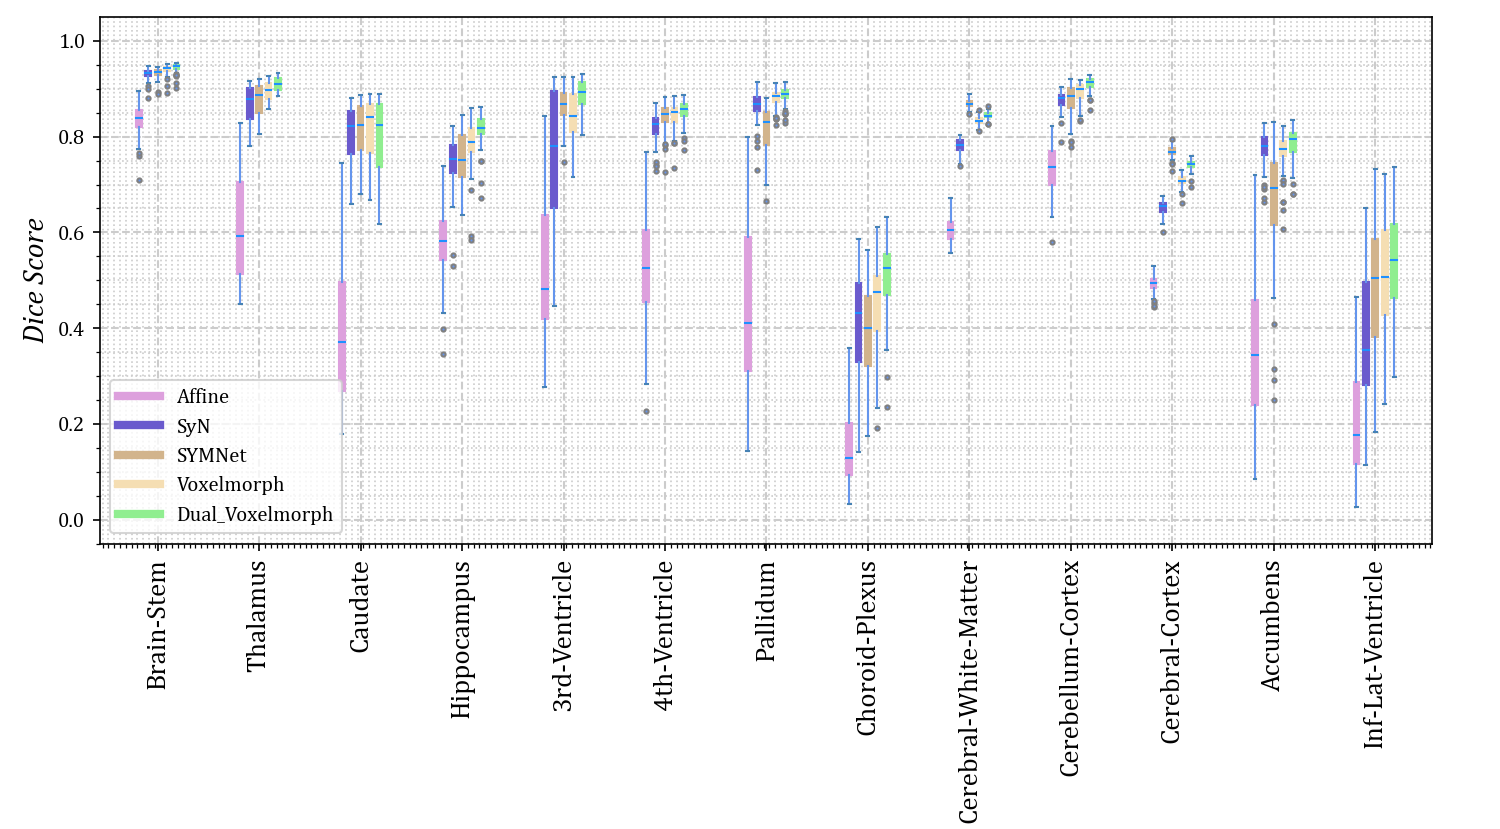 Dice Score
1.0
0.8
0.6
0.4
0.2
0.0
Affine
SyN
SYMNet
Voxelmorph
Dual_Voxelmorph
Brain-Stem
Thalamus
Caudate
Hippocampus
3rd-Ventricle
4th-Ventricle
Pallidum
Choroid-Plexus
Cerebral-White-Matter
Cerebellum-Cortex
Cerebral-Cortex
Accumbens
Inf-Lat-Ventricle